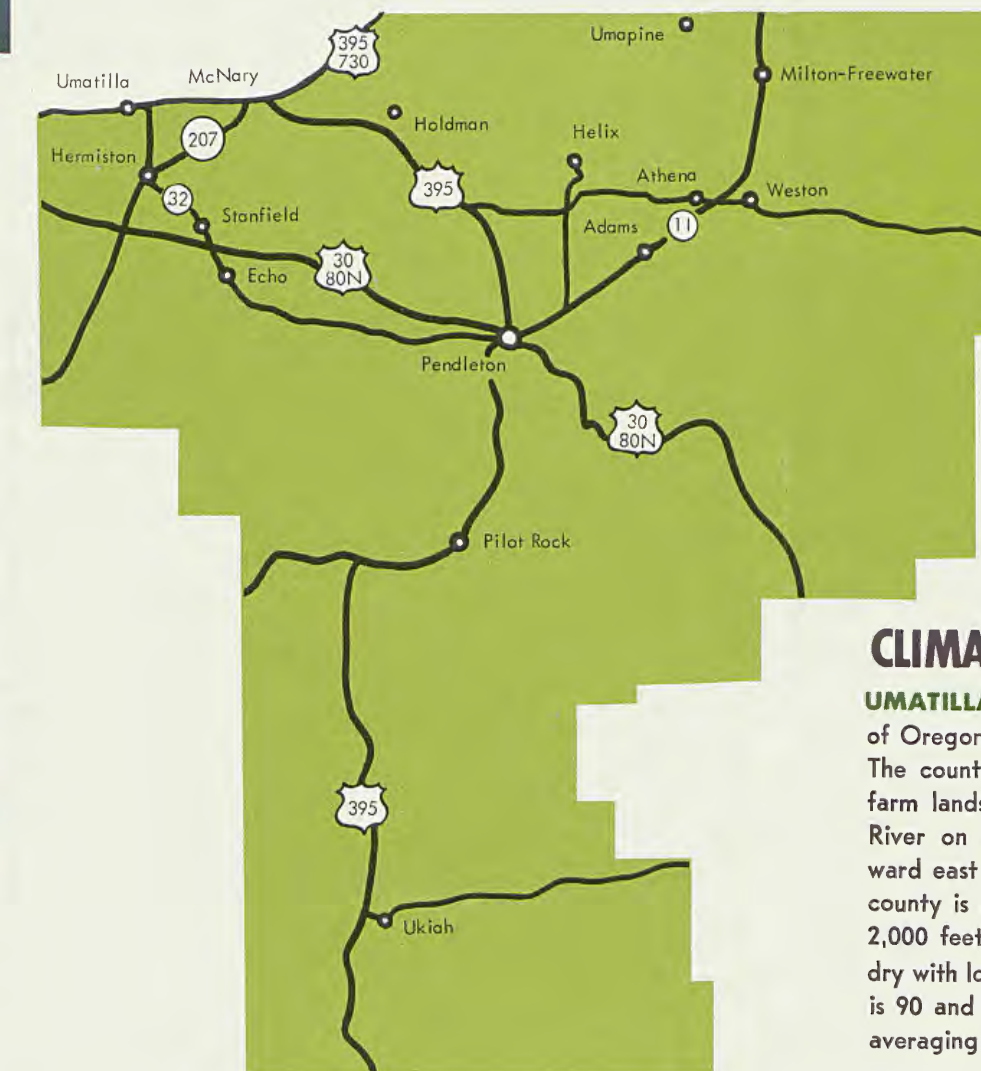 395
730
Umapine
Umatilla
McNary
Milton-Freewater
Holdman
207
Helix
Hermiston
Athena
395
Weston
32
Stanfield
Adams
11
Echo
30
80N
Pendleton
30
80N
Pilot Rock
395
Ukiah
CLIMA
UMATILLA
of Oregon
The count
farm lands
River on
ward east
county is
2,000 feet
dry with lo
is 90 and
averaging